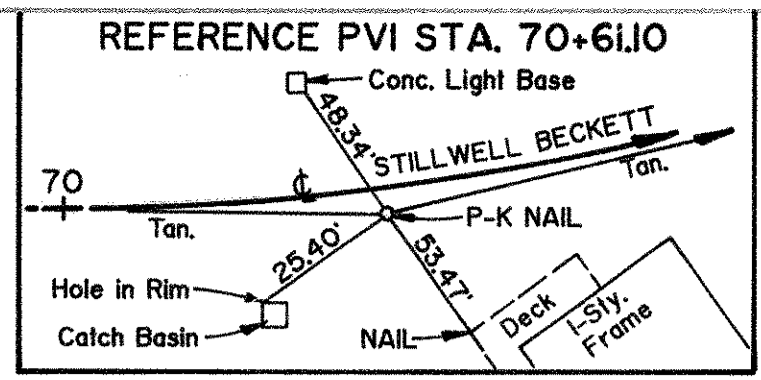 REFERENCE PVI STA. 70+61.10
Conc. Light Base
48.34'
STILLWELL BECKETT
70
℄
Tan.
Tan.
P-K NAIL
25.40'
53.47'
Hole in Rim
Catch Basin
NAIL
Deck
1-Sty.
Frame